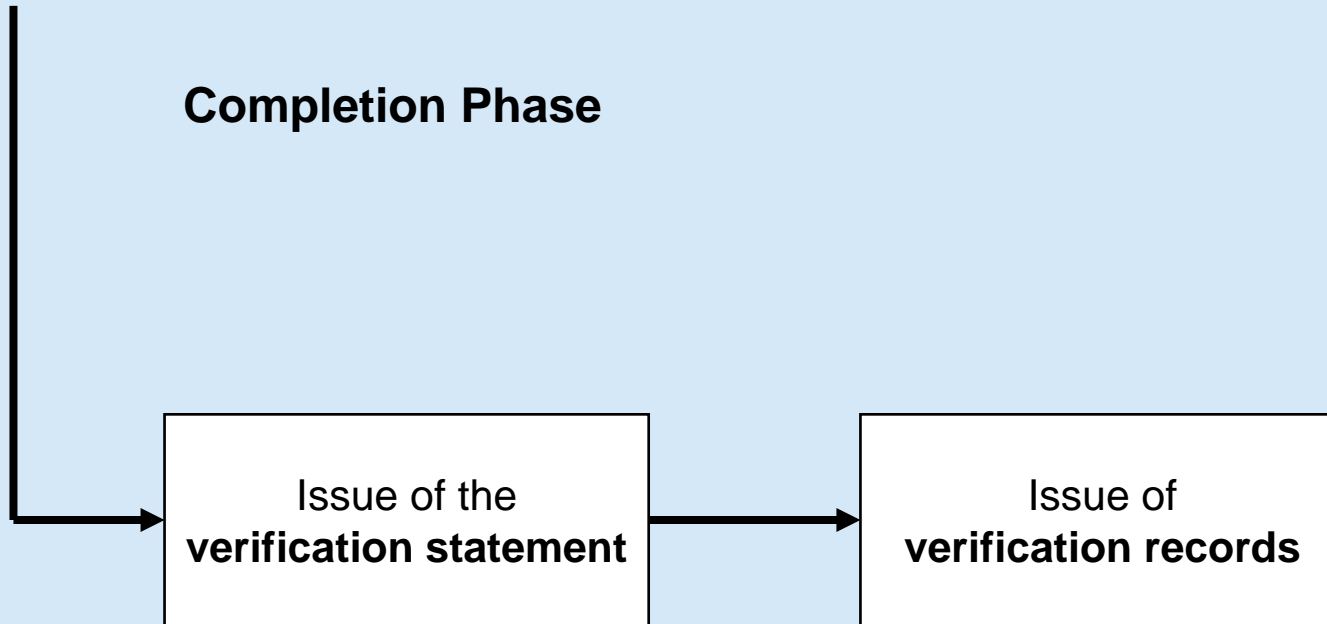 Completion Phase
Issue of the
verification statement
Issue of
verification records